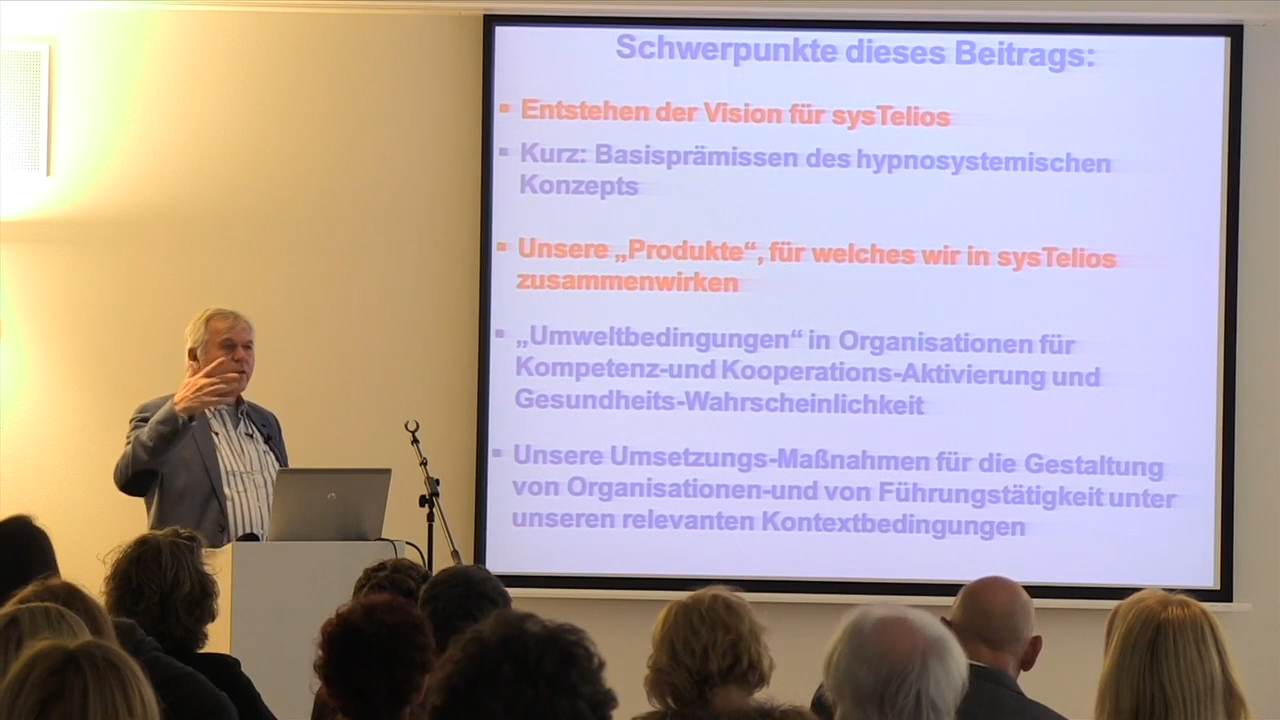 Schwerpunkte dieses Beitrags:
▪ Entstehen der Vision für sysTelios
▪ Kurz: Basisprämissen des hypnosystemischen
Konzepts
▪ Unsere „Produkte“, für welches wir in sysTelios
zusammenwirken
▪ „Umweltbedingungen“ in Organisationen für
Kompetenz-und Kooperations-Aktivierung und
Gesundheits-Wahrscheinlichkeit
▪ Unsere Umsetzungs-Maßnahmen für die Gestaltung
von Organisationen-und von Führungstätigkeit unter
unseren relevanten Kontextbedingungen